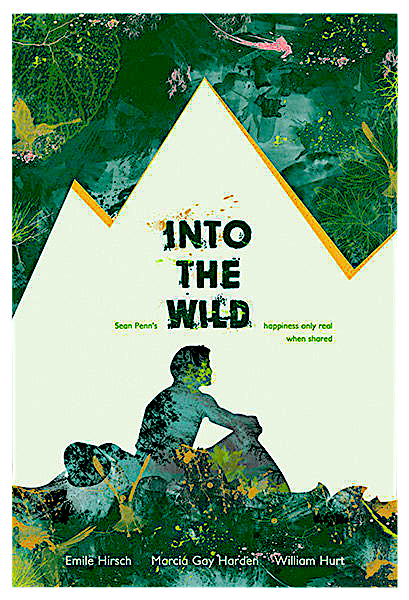 INTO
THE
Sean Penn's WILD happiness only real
when shared
Emile Hirsch Marcia Gay Harden William Hurt